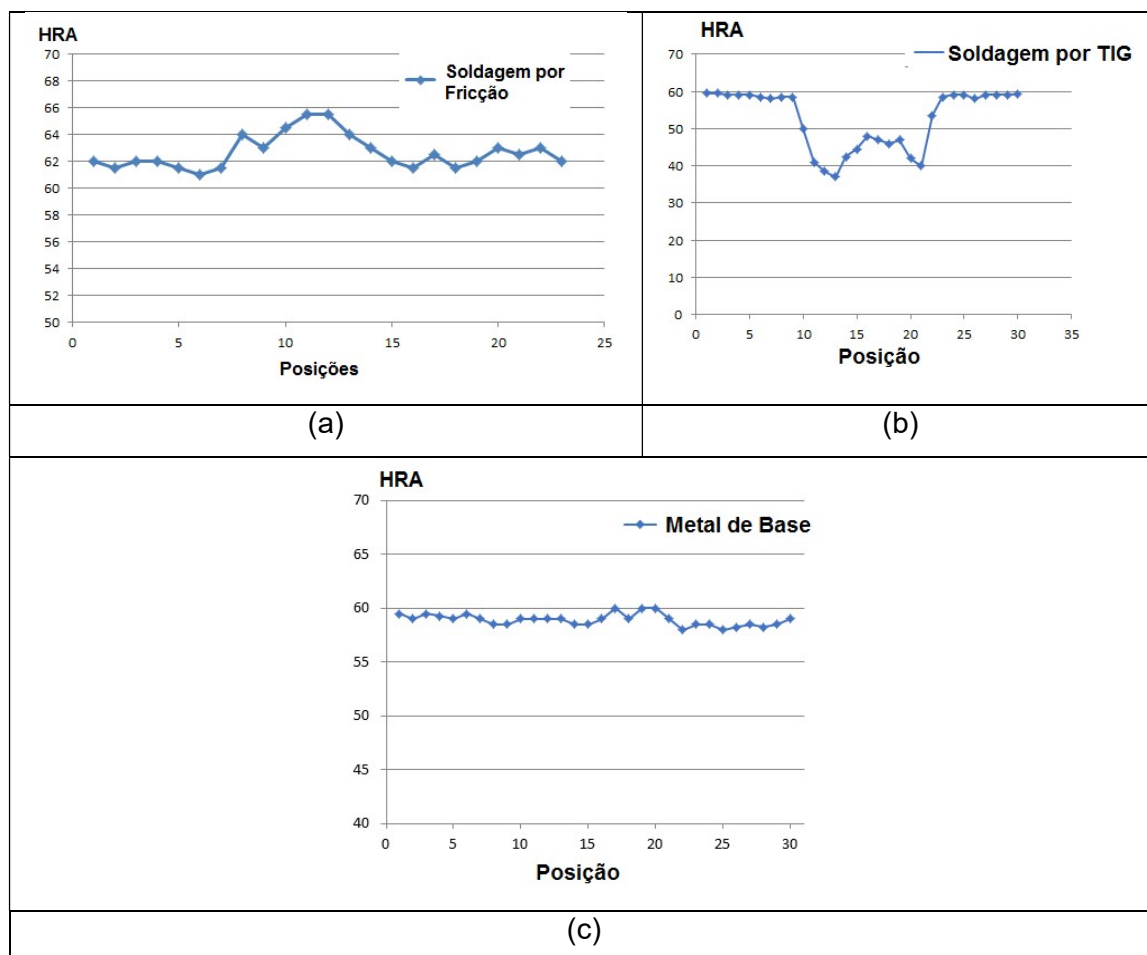 HRA
70
68
66
64
62
60
58
56
54
52
50
0 5 10 15 20 25
Posições
Soldagem por
Fricção
(a)
HRA
70
60
50
40
30
20
10
0
0 5 10 15 20 25 30 35
Posição
Soldagem por TIG
(b)
HRA
70
65
60
55
50
45
40
0 5 10 15 20 25 30
Posição
Metal de Base
(c)